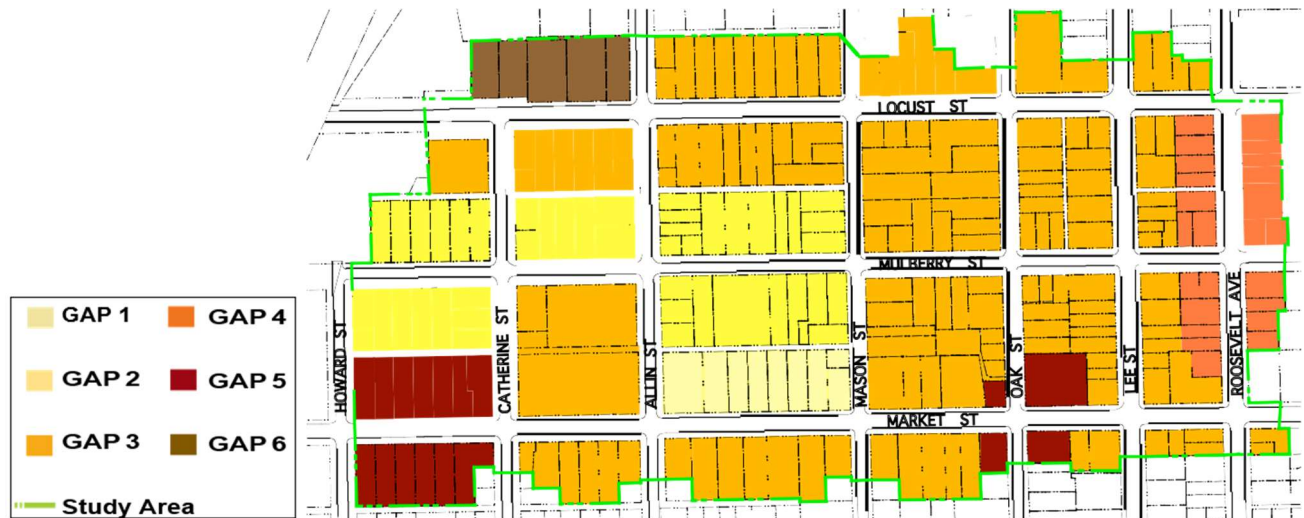 LOCUST ST
MULBERRY ST
MARKET ST
HOWARD ST
CATHERINE ST
ALLIN ST
MASON ST
OAK ST
LEE ST
ROOSEVELT AVE
GAP 1
GAP 4
GAP 2
GAP 5
GAP 3
GAP 6
Study Area